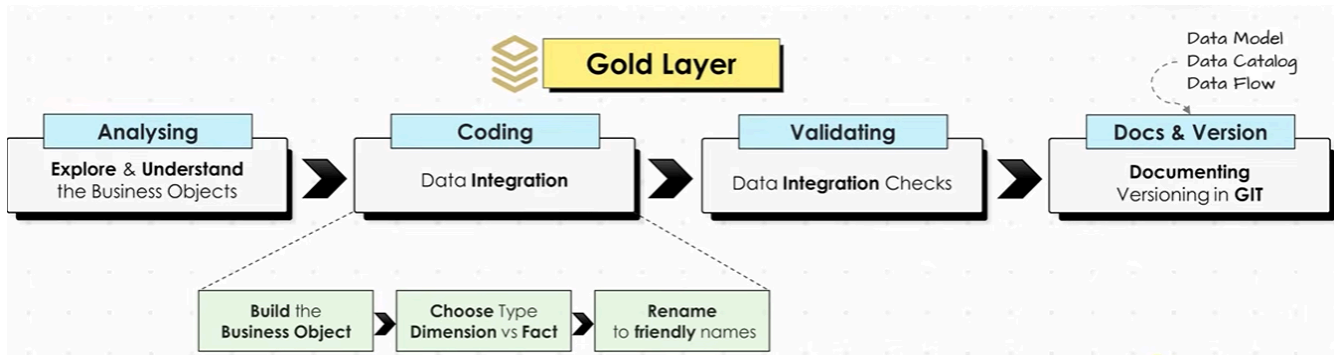 Gold Layer
Data Model
Data Catalog
Data Flow
Analysing
Explore & Understand
the Business Objects
Coding
Data Integration
Validating
Data Integration Checks
Docs & Version
Documenting
Versioning in GIT
Build the
Business Object
Choose Type
Dimension vs Fact
Rename
to friendly names